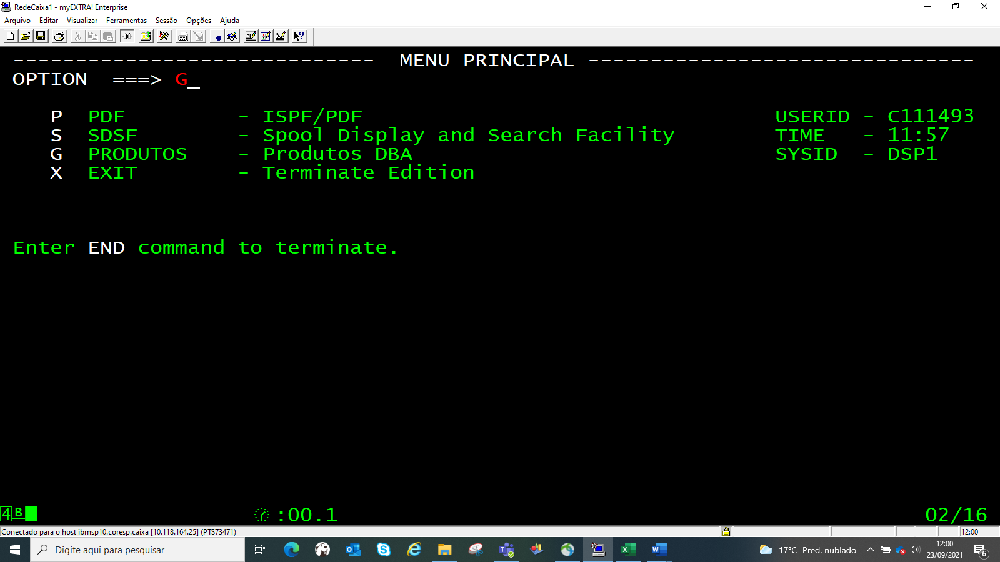 RedeCaixa1 - myEXTRA! Enterprise
Arquivo Editar Visualizar Ferramentas Sessão Opções Ajuda
----------------------------- MENU PRINCIPAL -------------------------------
OPTION ===> G_
P PDF - ISPF/PDF USERID - C111493
S SDSF - Spool Display and Search Facility TIME - 11:57
G PRODUTOS - Produtos DBA SYSID - DSP1
X EXIT - Terminate Edition
Enter END command to terminate.
4 B :00.1 02/16
Conectado para o host ibmsp10.coresp.caixa [10.118.164.25] (PTS73471) 12:00
Digite aqui para pesquisar 17°C Pred. nublado 12:00
23/09/2021
6